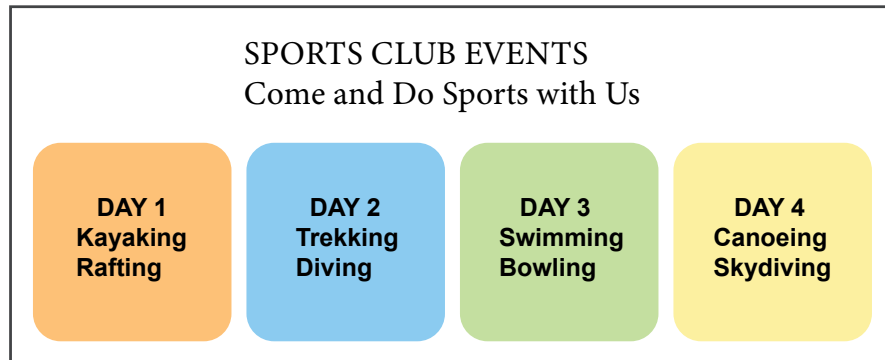 SPORTS CLUB EVENTS
Come and Do Sports with Us
DAY 1
Kayaking
Rafting
DAY 2
Trekking
Diving
DAY 3
Swimming
Bowling
DAY 4
Canoeing
Skydiving